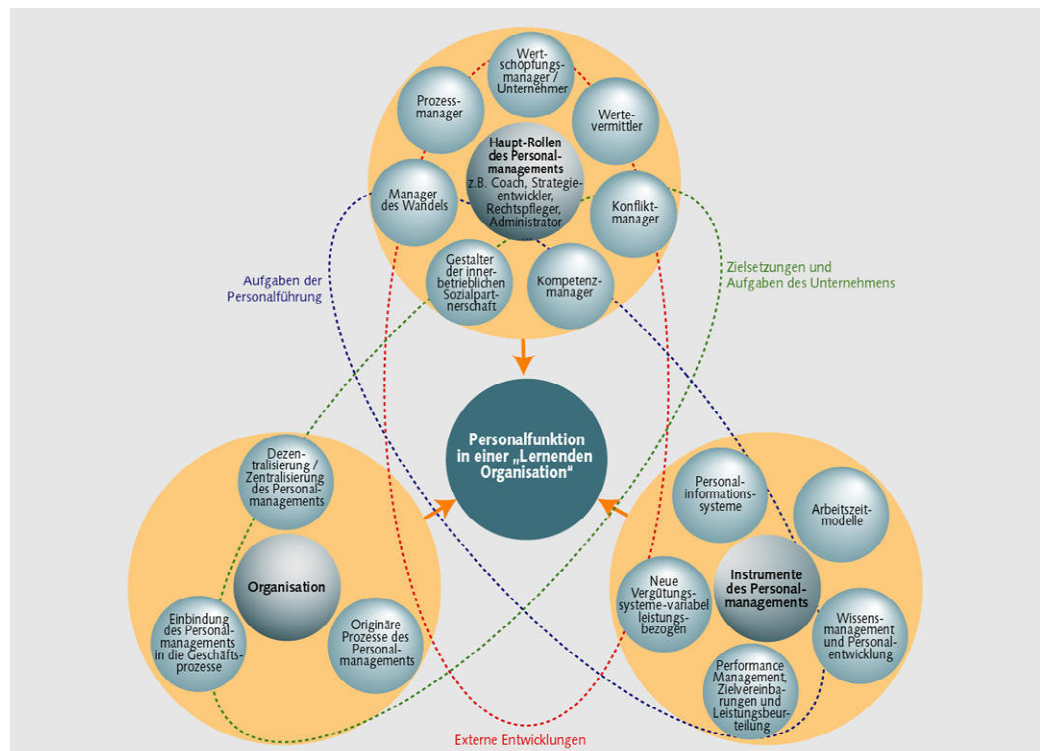 Wert-
schöpfungs-
manager /
Unternehmer
Prozess-
manager
Werte-
vermittler
Haupt-Rollen
des Personal-
managements
z.B. Coach, Strategie-
entwickler,
Rechtspfleger,
Administrator
Manager
des Wandels
Konflikt-
manager
Gestalter
der inner-
betrieblichen
Sozialpart-
nerschaft
Kompetenz-
manager
Aufgaben der
Personalführung
Zielsetzungen und
Aufgaben des Unternehmens
Personalfunktion
in einer „Lernenden
Organisation“
Dezen-
tralisierung /
Zentralisierung
des Personal-
managements
Organisation
Einbindung
des Personal-
managements
in die Geschäfts-
prozesse
Originäre
Prozesse des
Personal-
managements
Personal-
informations-
systeme
Arbeitszeit-
modelle
Neue
Vergütungs-
systeme-variabel
leistungs-
bezogen
Instrumente
des Personal-
managements
Wissens-
management
und Personal-
entwicklung
Performance
Management,
Zielvereinba-
rungen und
Leistungsbeur-
teilung
Externe Entwicklungen